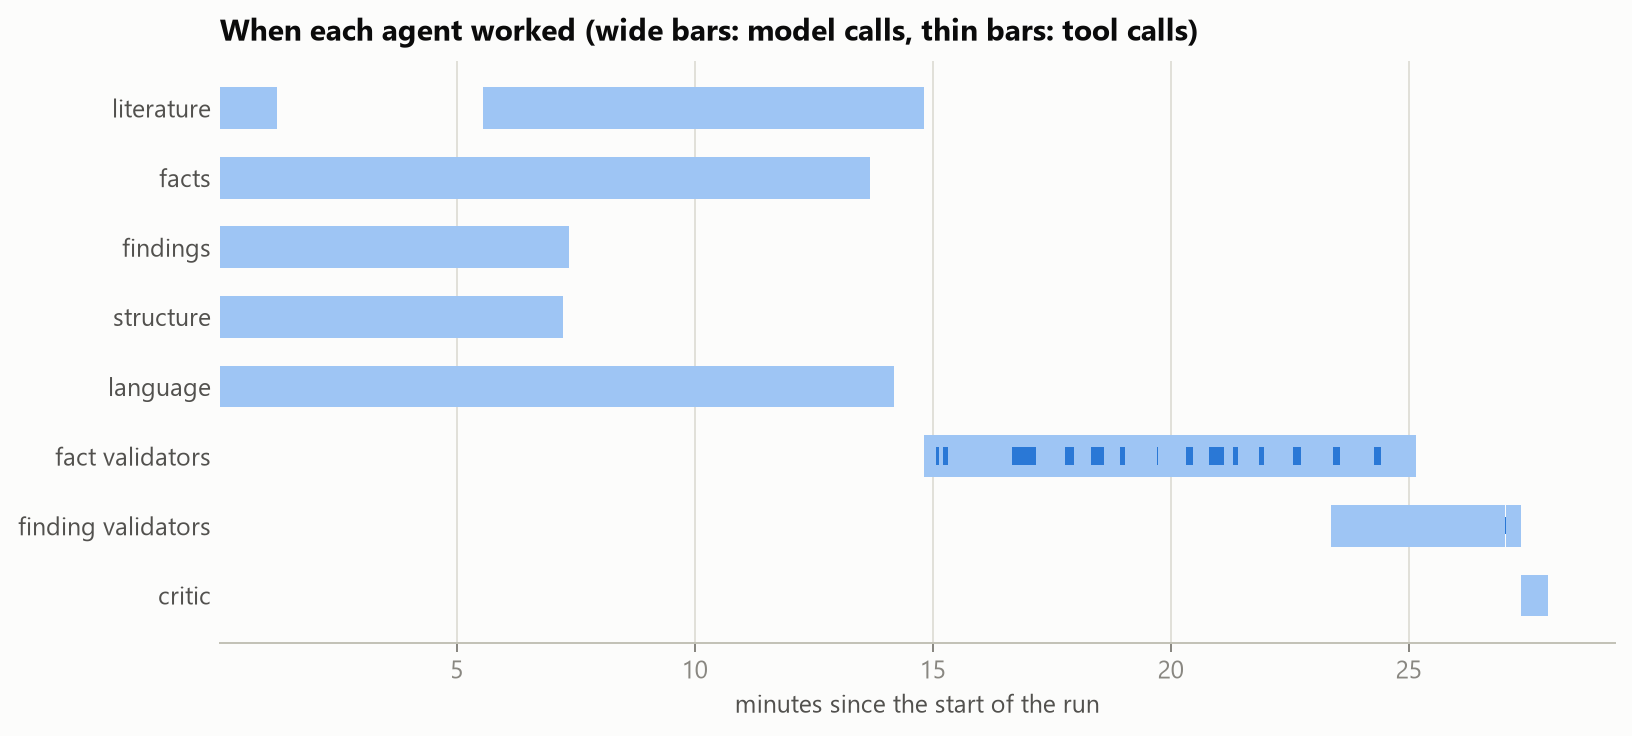 When each agent worked (wide bars: model calls, thin bars: tool calls)
literature
facts
findings
structure
language
fact validators
finding validators
critic
5 10 15 20 25
minutes since the start of the run